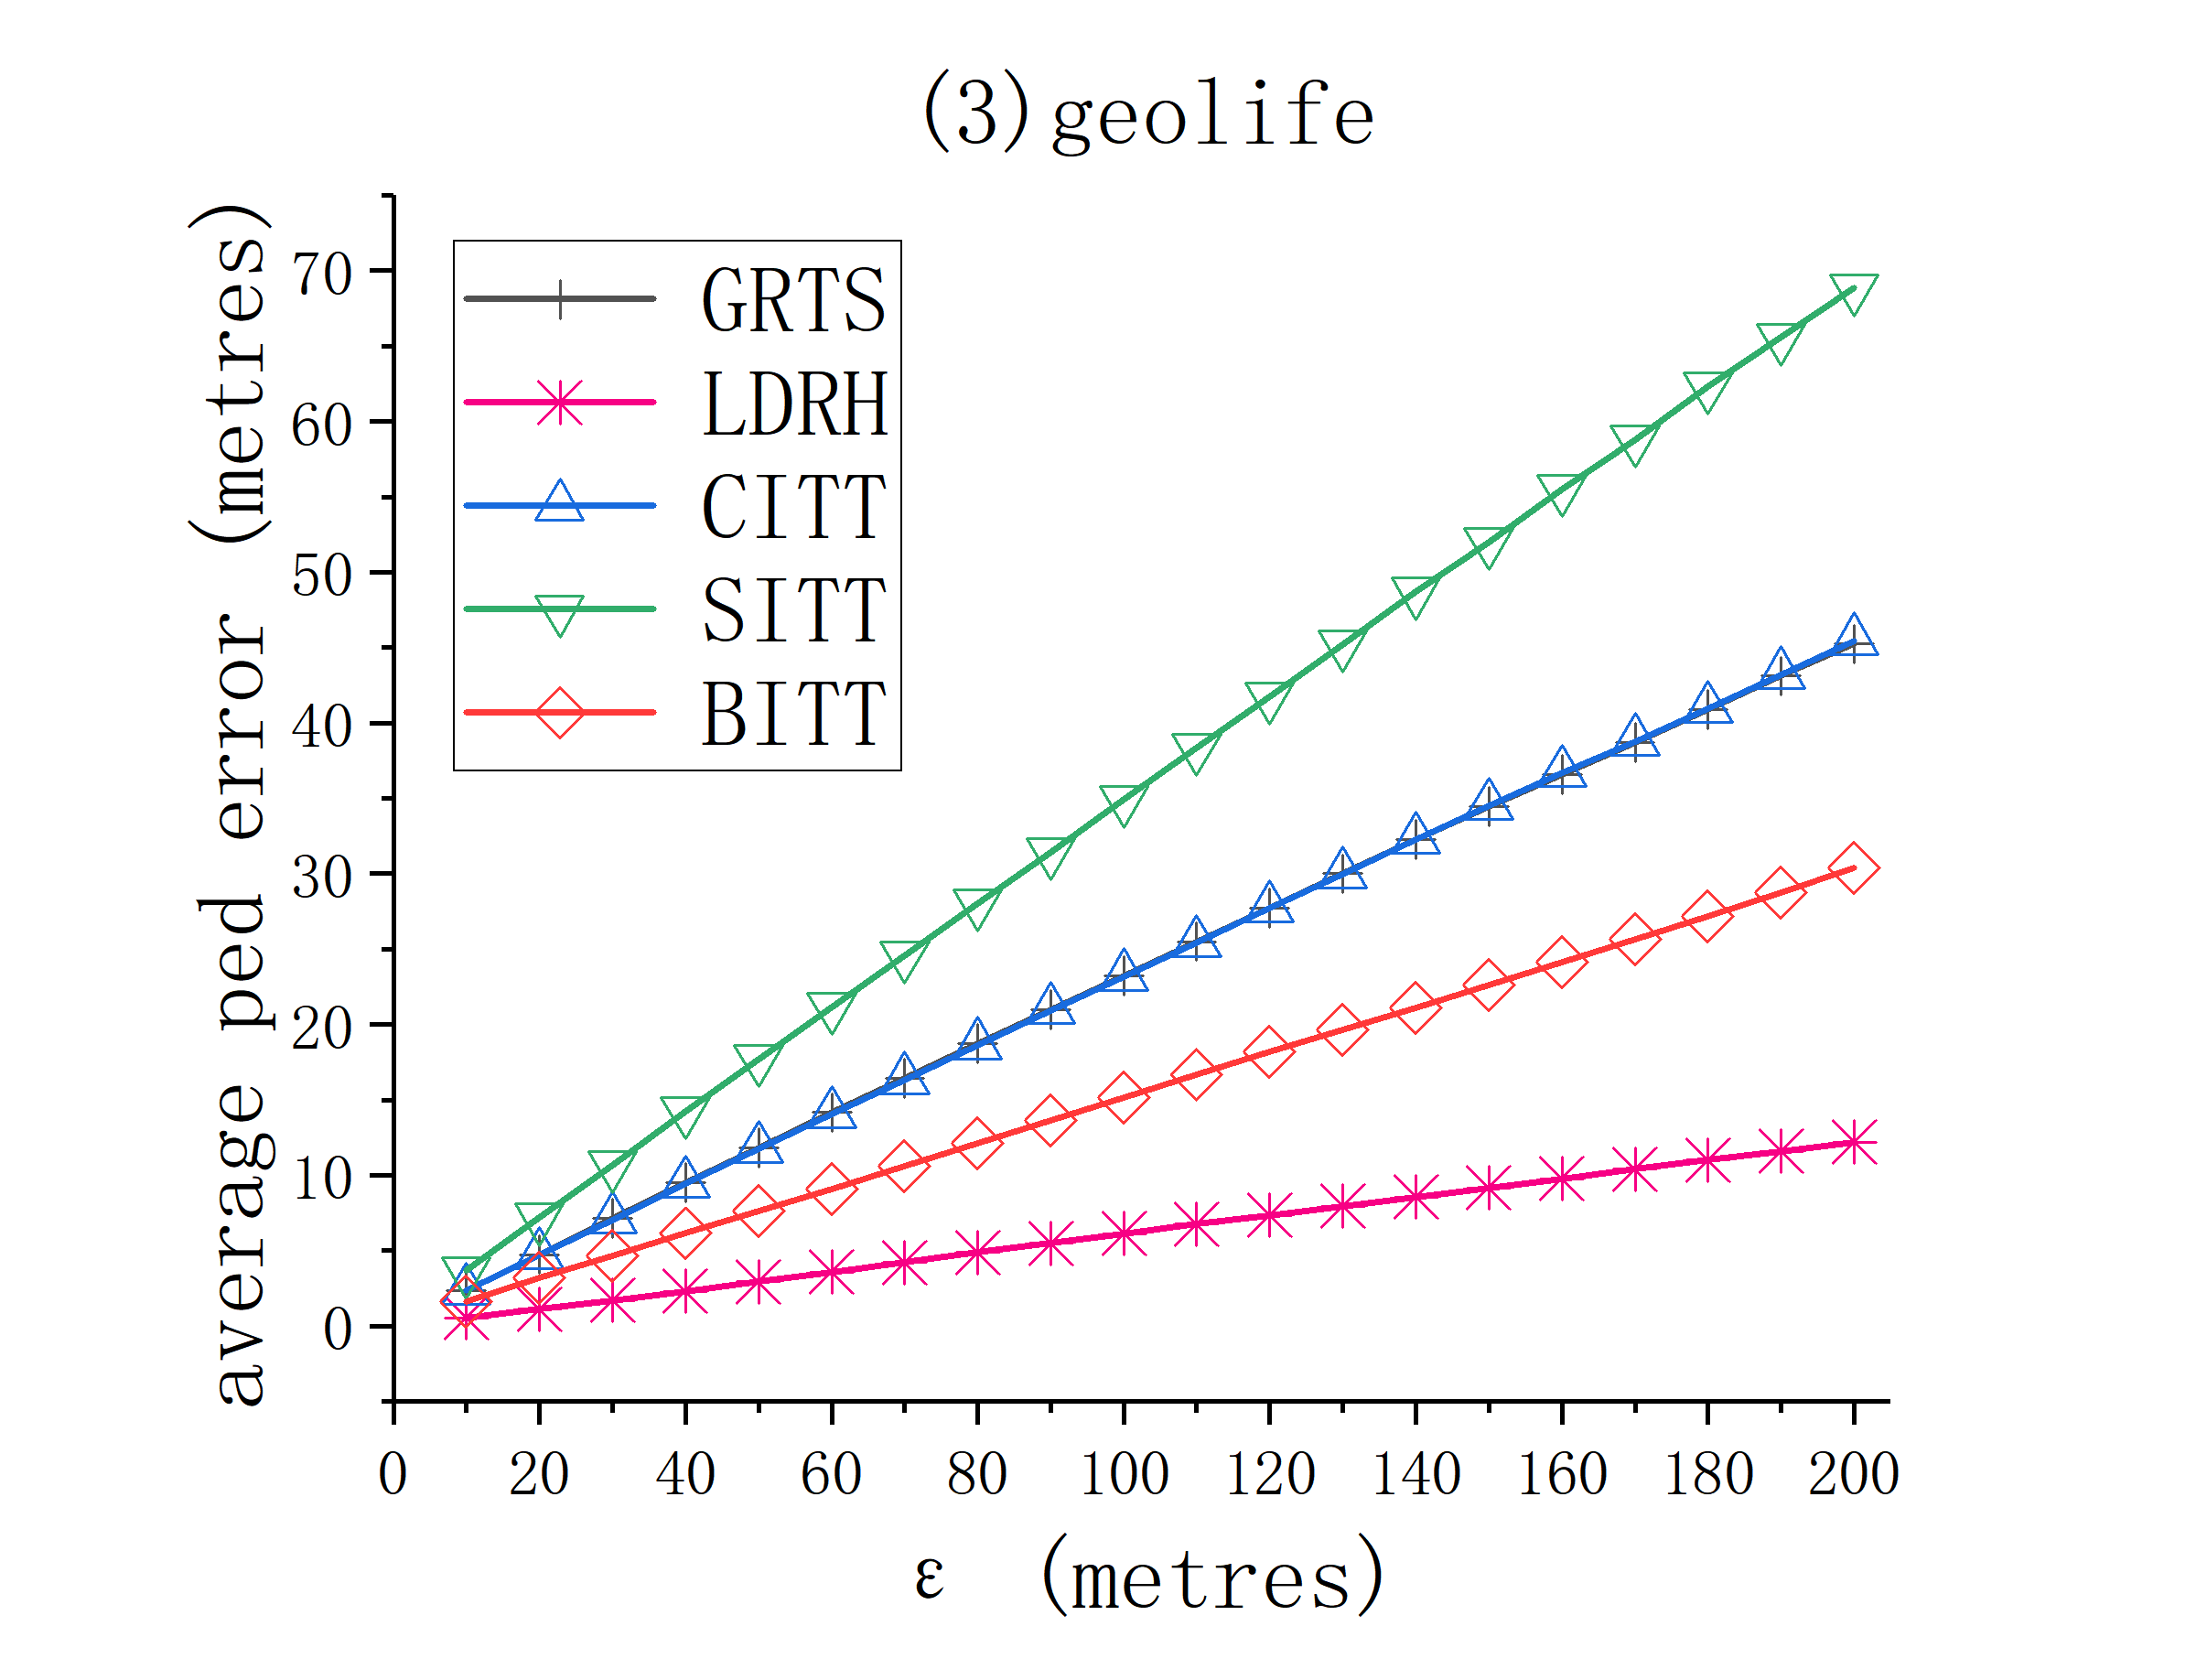 (3)geolife
average ped error (metres)
70
60
50
40
30
20
10
0
GRTS
LDRH
CITT
SITT
BITT
0 20 40 60 80 100 120 140 160 180 200
ε (metres)